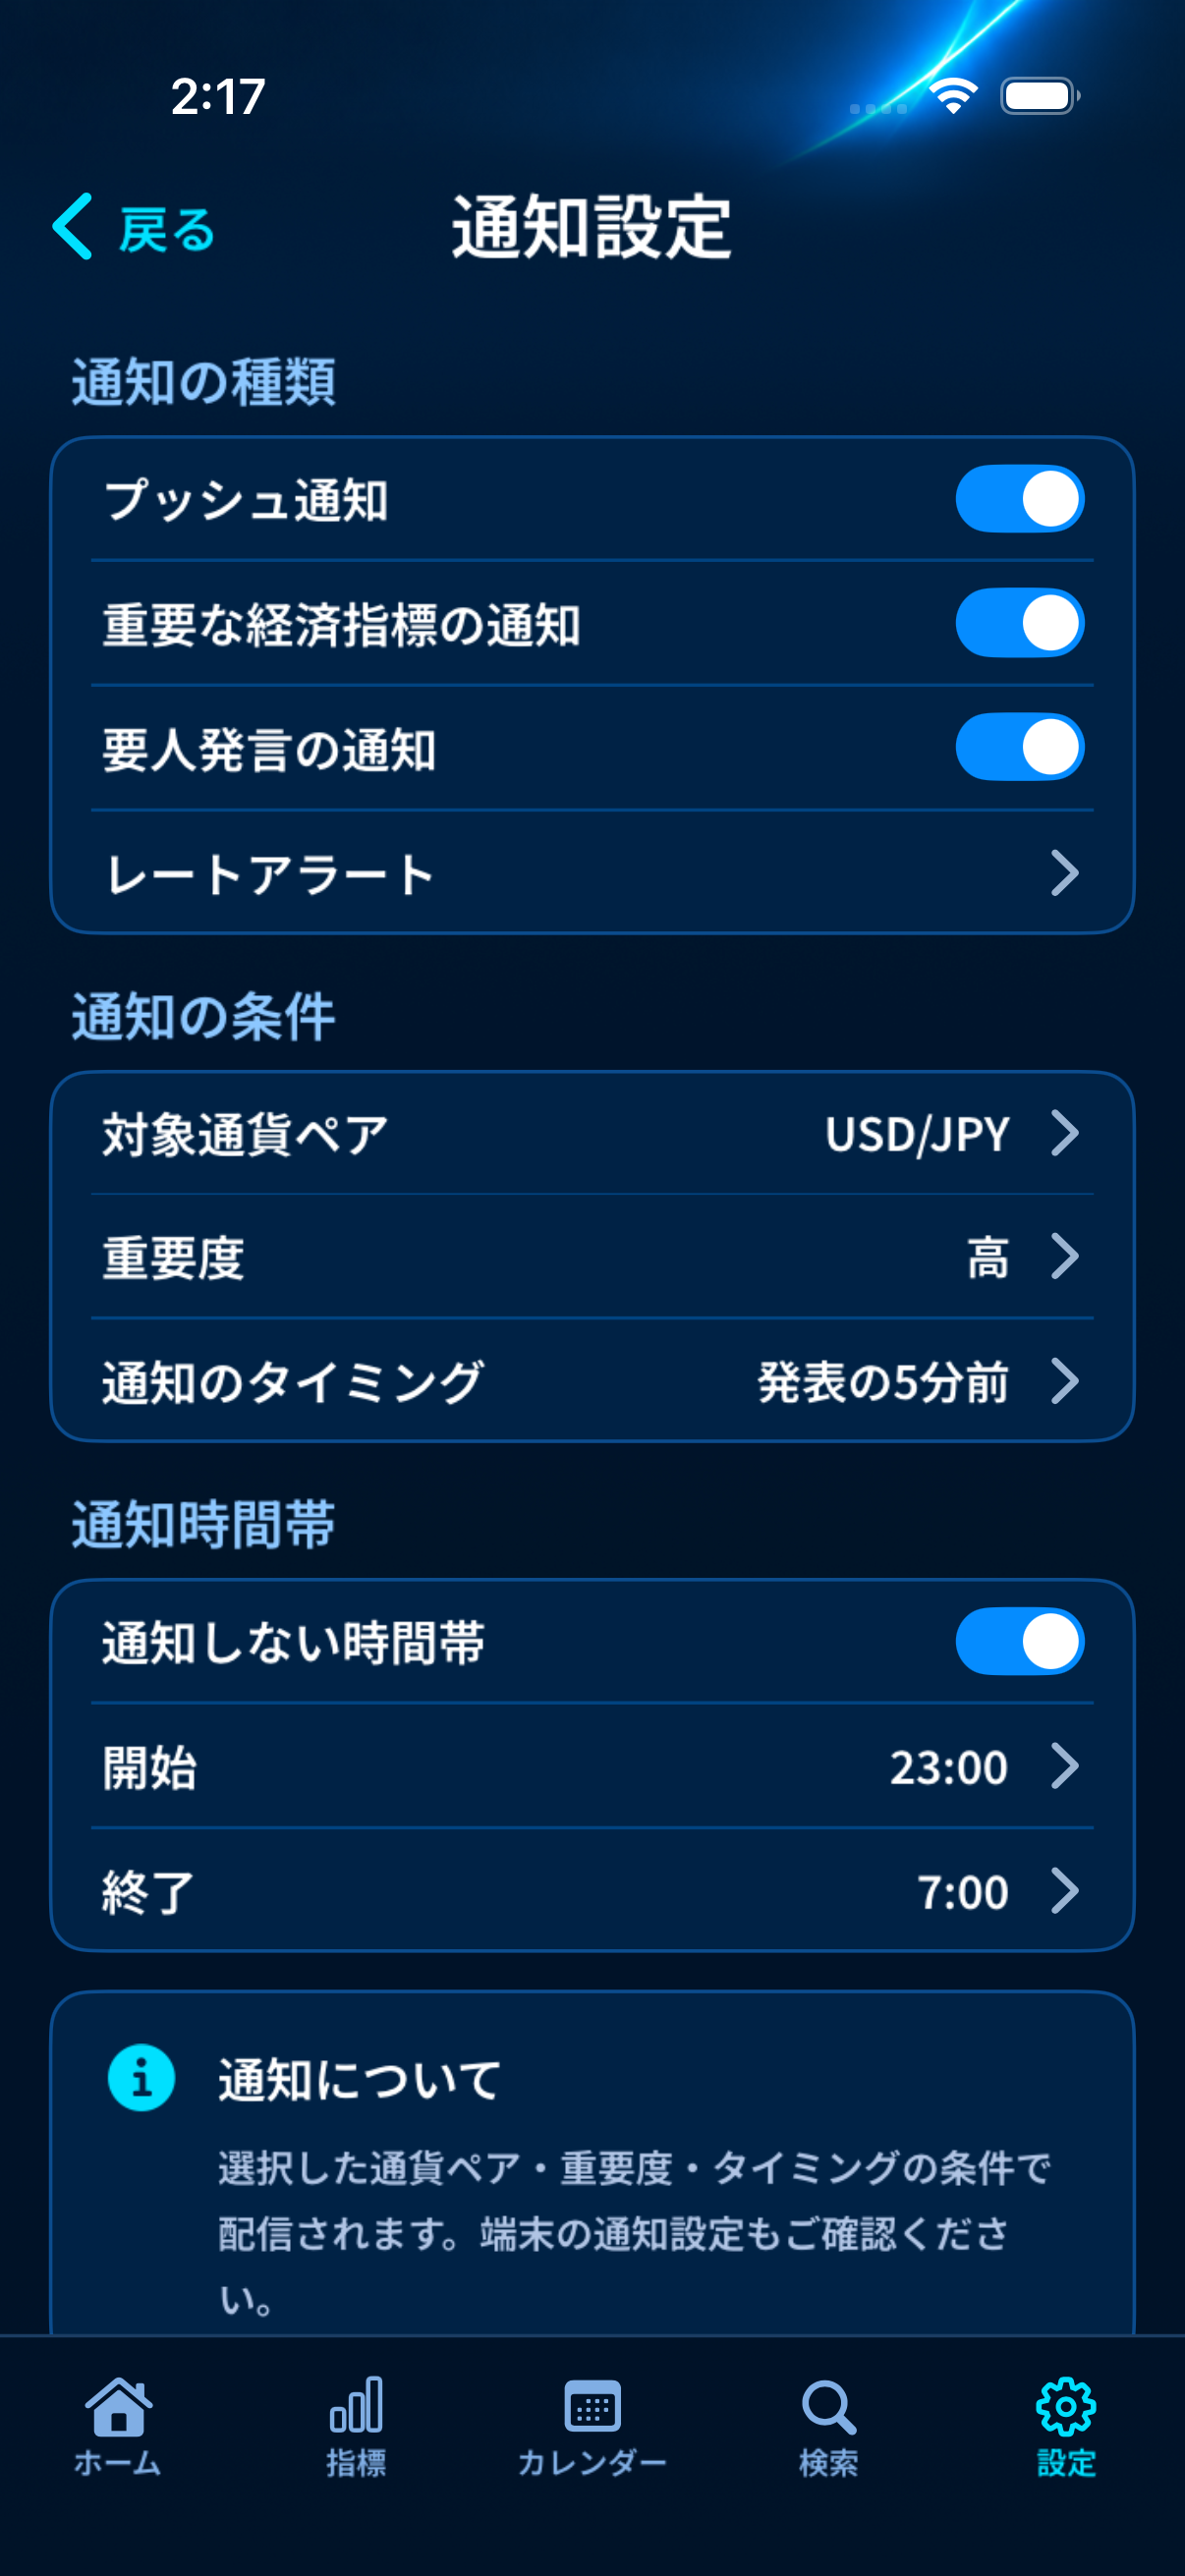 2:17
戻る
通知設定
通知の種類
プッシュ通知
重要な経済指標の通知
要人発言の通知
レートアラート
通知の条件
対象通貨ペア USD/JPY
重要度 高
通知のタイミング 発表の5分前
通知時間帯
通知しない時間帯
開始 23:00
終了 7:00
通知について
選択した通貨ペア・重要度・タイミングの条件で
配信されます。端末の通知設定もご確認くださ
い。
ホーム 指標 カレンダー 検索 設定